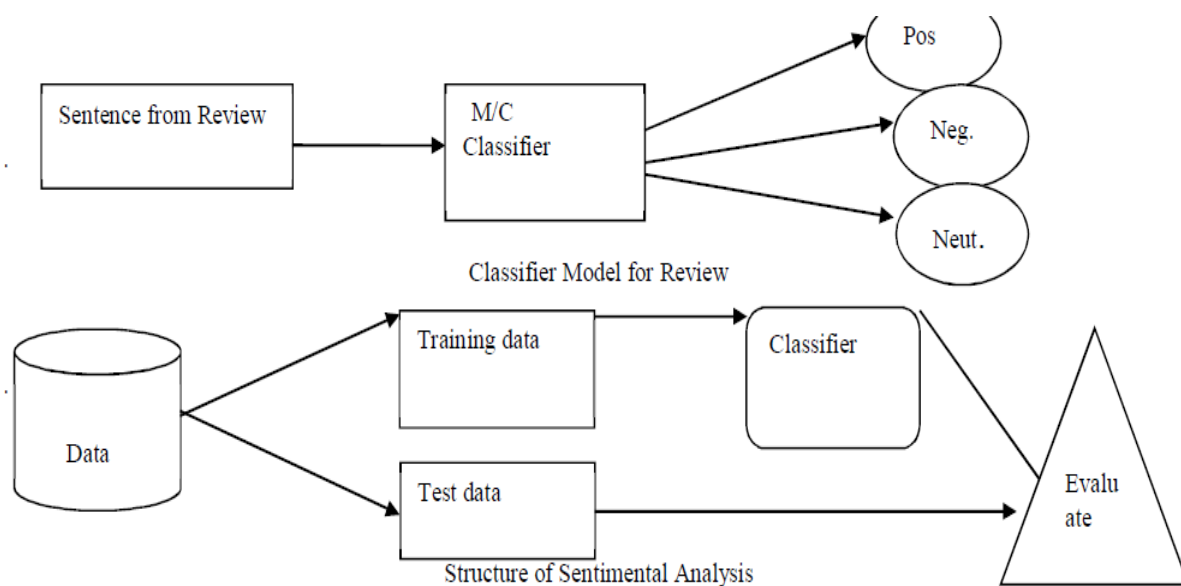 Pos
Sentence from Review
M/C
Classifier
Neg.
Neut.
Classifier Model for Review
Training data
Classifier
Data
Test data
Evalu
ate
Structure of Sentimental Analysis